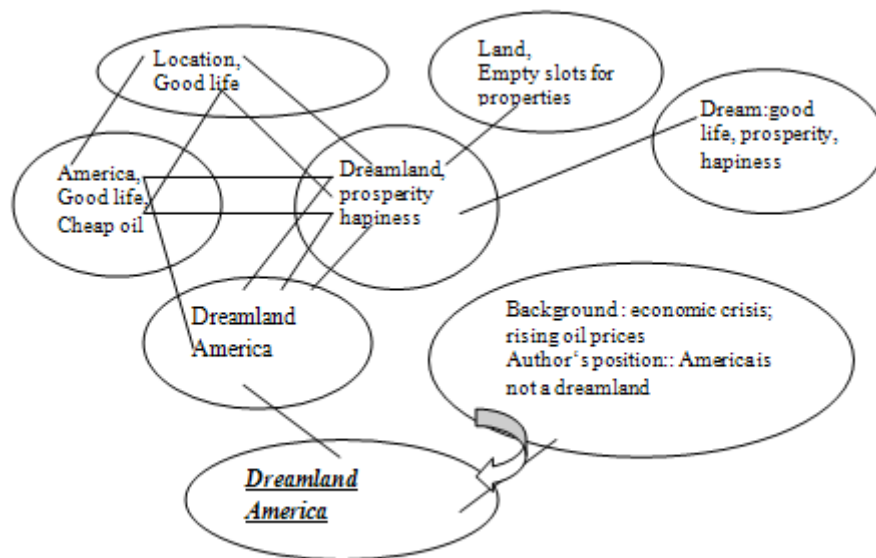 Location,
Good life
Land,
Empty slots for
properties
Dream:good
life, prosperity,
hapiness
America,
Good life,
Cheap oil
Dreamland,
prosperity
hapiness
Dreamland
America
Background : economic crisis;
rising oil prices
Author‘s position:: America is
not a dreamland
Dreamland
America